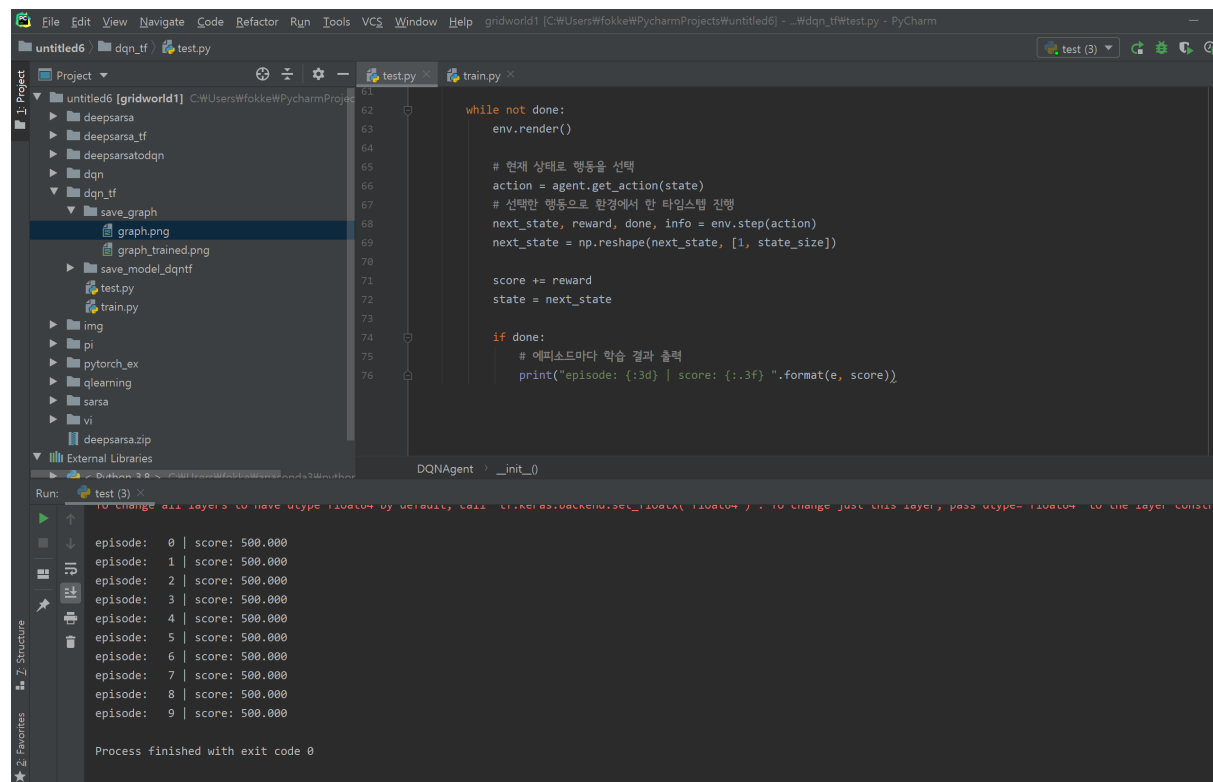 File Edit View Navigate Code Refactor Run Tools VCS Window Help gridworld1 [C:₩Users₩fokke₩PycharmProjects₩untitled6] - ...₩dqn_tf₩test.py - PyCharm
untitled6 dqn_tf test.py
test (3)
1: Project
Project
test.py
train.py
untitled6 [gridworld1] C:₩Users₩fokke₩PycharmProjec
deepsarsa
deepsarsa_tf
deepsarsatodqn
dqn
dqn_tf
save_graph
graph.png
graph_trained.png
save_model_dqntf
test.py
train.py
img
pi
pytorch_ex
qlearning
sarsa
vi
deepsarsa.zip
External Libraries
61
62 while not done:
63 env.render()
64
65 # 현재 상태로 행동을 선택
66 action = agent.get_action(state)
67 # 선택한 행동으로 환경에서 한 타임스텝 진행
68 next_state, reward, done, info = env.step(action)
69 next_state = np.reshape(next_state, [1, state_size])
70
71 score += reward
72 state = next_state
73
74 if done:
75 # 에피소드마다 학습 결과 출력
76 print("episode: {:3d} | score: {:.3f} ".format(e, score))
DQNAgent › __init__()
Run: test (3)
episode: 0 | score: 500.000
episode: 1 | score: 500.000
episode: 2 | score: 500.000
episode: 3 | score: 500.000
episode: 4 | score: 500.000
episode: 5 | score: 500.000
episode: 6 | score: 500.000
episode: 7 | score: 500.000
episode: 8 | score: 500.000
episode: 9 | score: 500.000
Process finished with exit code 0
Z: Structure
2: Favorites